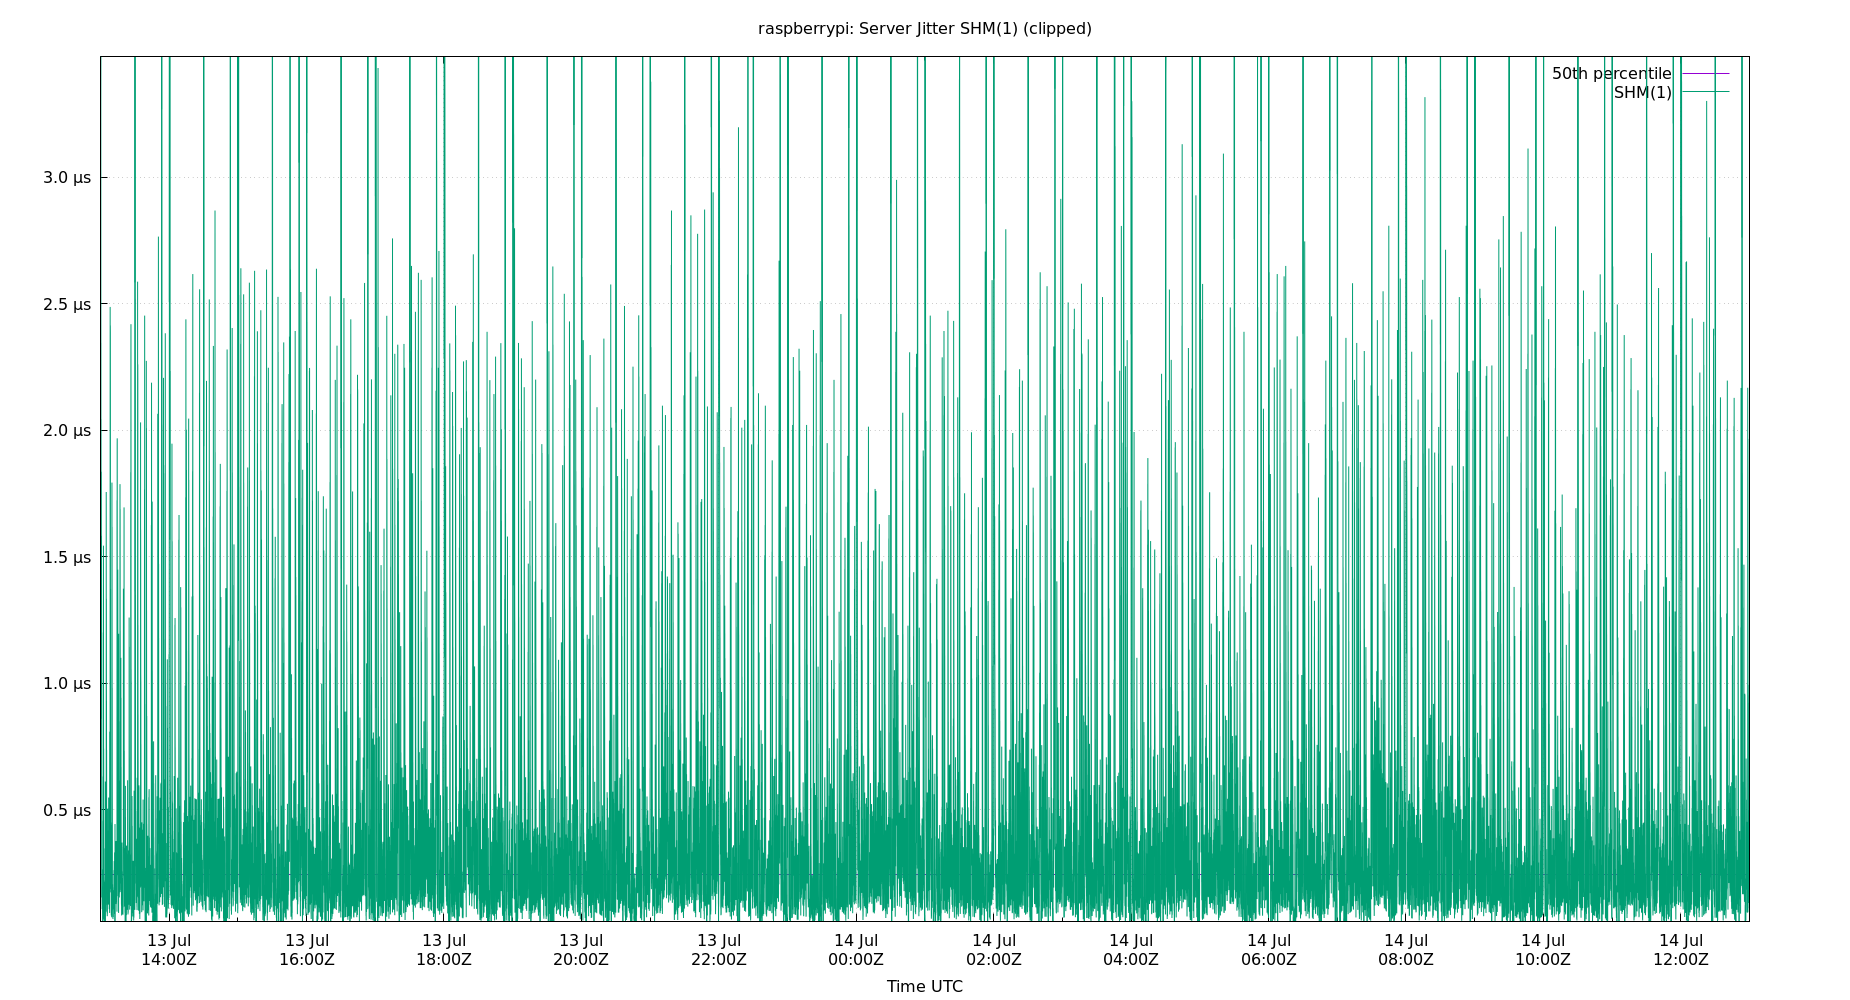 raspberrypi: Server Jitter SHM(1) (clipped)
50th percentile
SHM(1)
3.0 µs
2.5 µs
2.0 µs
1.5 µs
1.0 µs
0.5 µs
13 Jul 13 Jul 13 Jul 13 Jul 13 Jul 14 Jul 14 Jul 14 Jul 14 Jul 14 Jul 14 Jul 14 Jul
14:00Z 16:00Z 18:00Z 20:00Z 22:00Z 00:00Z 02:00Z 04:00Z 06:00Z 08:00Z 10:00Z 12:00Z
Time UTC